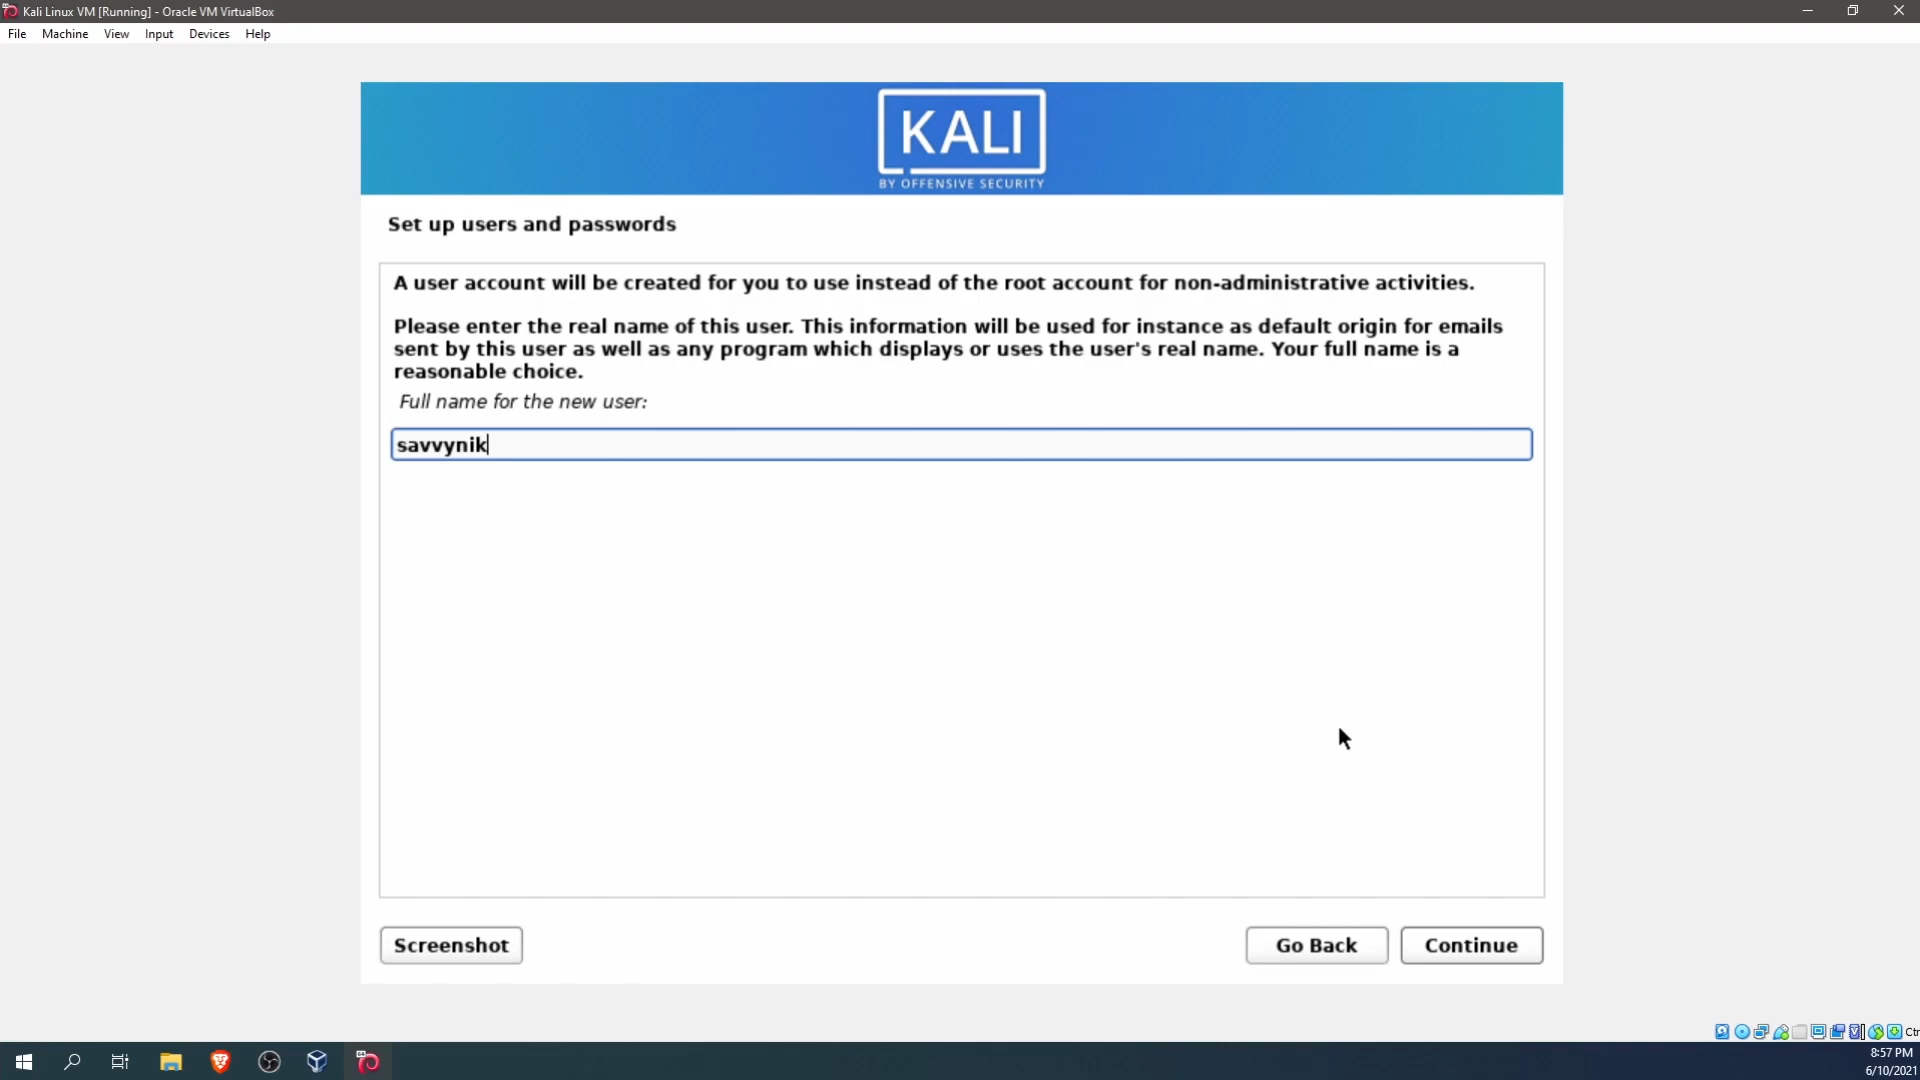 Kali Linux VM [Running] - Oracle VM VirtualBox
File Machine View Input Devices Help
KALI
BY OFFENSIVE SECURITY
Set up users and passwords
A user account will be created for you to use instead of the root account for non-administrative activities.
Please enter the real name of this user. This information will be used for instance as default origin for emails
sent by this user as well as any program which displays or uses the user's real name. Your full name is a
reasonable choice.
Full name for the new user:
savvynik
Screenshot Go Back Continue
Ctr
8:57 PM
6/10/2021